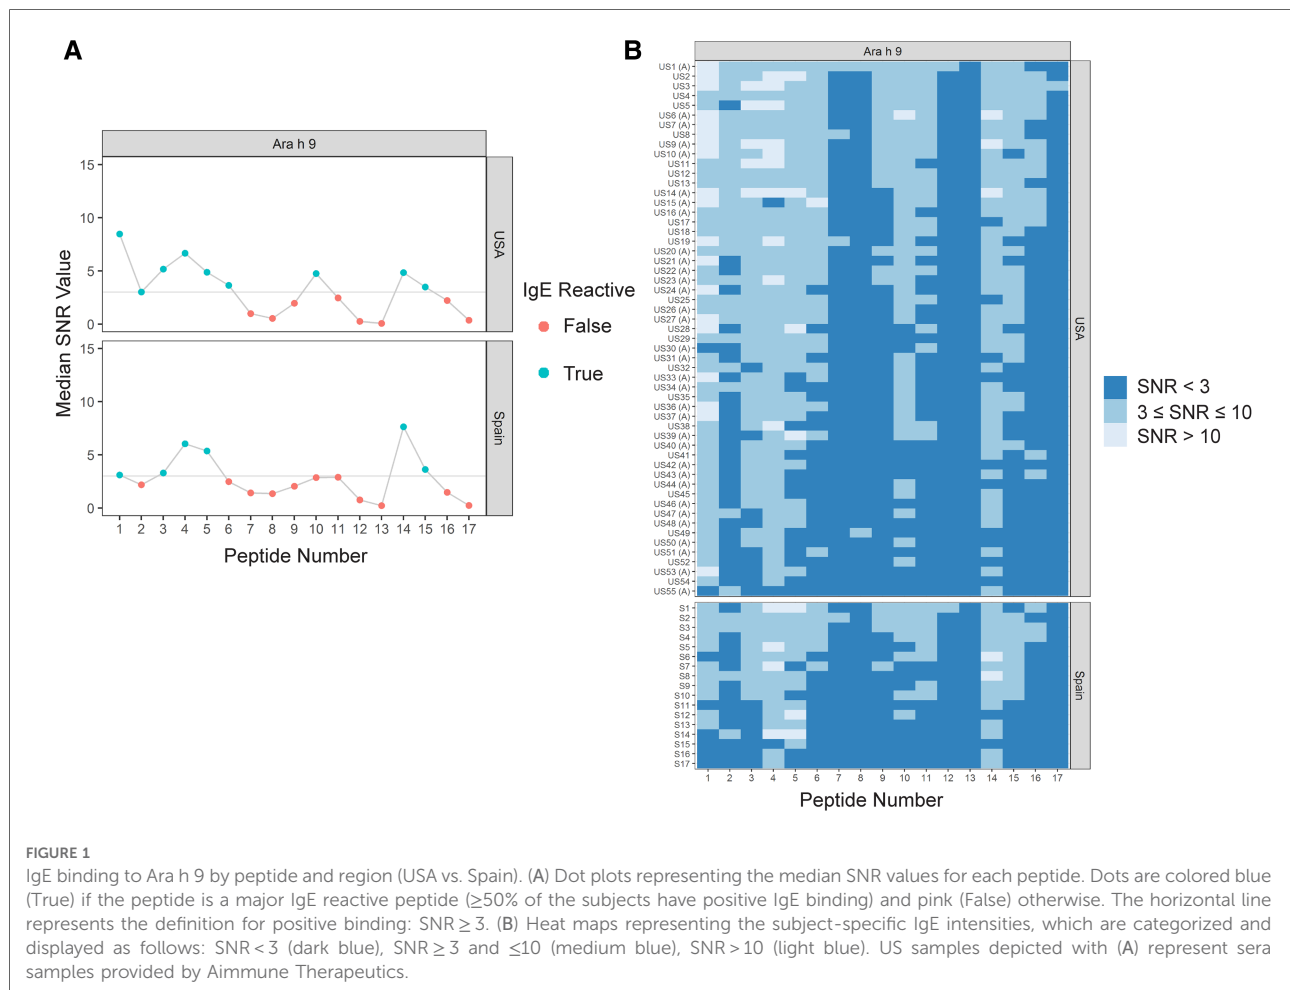 A
Ara h 9
15
10
5
0
USA
15
10
5
0
Spain
Median SNR Value
1 2 3 4 5 6 7 8 9 10 11 12 13 14 15 16 17
Peptide Number
IgE Reactive
False
True
B
Ara h 9
US1 (A)
US2
US3
US4
US5
US6 (A)
US7 (A)
US8
US9 (A)
US10 (A)
US11
US12
US13
US14 (A)
US15 (A)
US16 (A)
US17
US18
US19
US20 (A)
US21 (A)
US22 (A)
US23 (A)
US24 (A)
US25
US26 (A)
US27 (A)
US28
US29
US30 (A)
US31 (A)
US32
US33 (A)
US34 (A)
US35
US36 (A)
US37 (A)
US38
US39 (A)
US40 (A)
US41
US42 (A)
US43 (A)
US44 (A)
US45
US46 (A)
US47 (A)
US48 (A)
US49
US50 (A)
US51 (A)
US52
US53 (A)
US54
US55 (A)
USA
S1
S2
S3
S4
S5
S6
S7
S8
S9
S10
S11
S12
S13
S14
S15
S16
S17
Spain
1 2 3 4 5 6 7 8 9 10 11 12 13 14 15 16 17
Peptide Number
SNR < 3
3 ≤ SNR ≤ 10
SNR > 10
FIGURE 1
IgE binding to Ara h 9 by peptide and region (USA vs. Spain). (A) Dot plots representing the median SNR values for each peptide. Dots are colored blue
(True) if the peptide is a major IgE reactive peptide (≥50% of the subjects have positive IgE binding) and pink (False) otherwise. The horizontal line
represents the definition for positive binding: SNR ≥ 3. (B) Heat maps representing the subject-specific IgE intensities, which are categorized and
displayed as follows: SNR < 3 (dark blue), SNR ≥ 3 and ≤10 (medium blue), SNR > 10 (light blue). US samples depicted with (A) represent sera
samples provided by Aimmune Therapeutics.